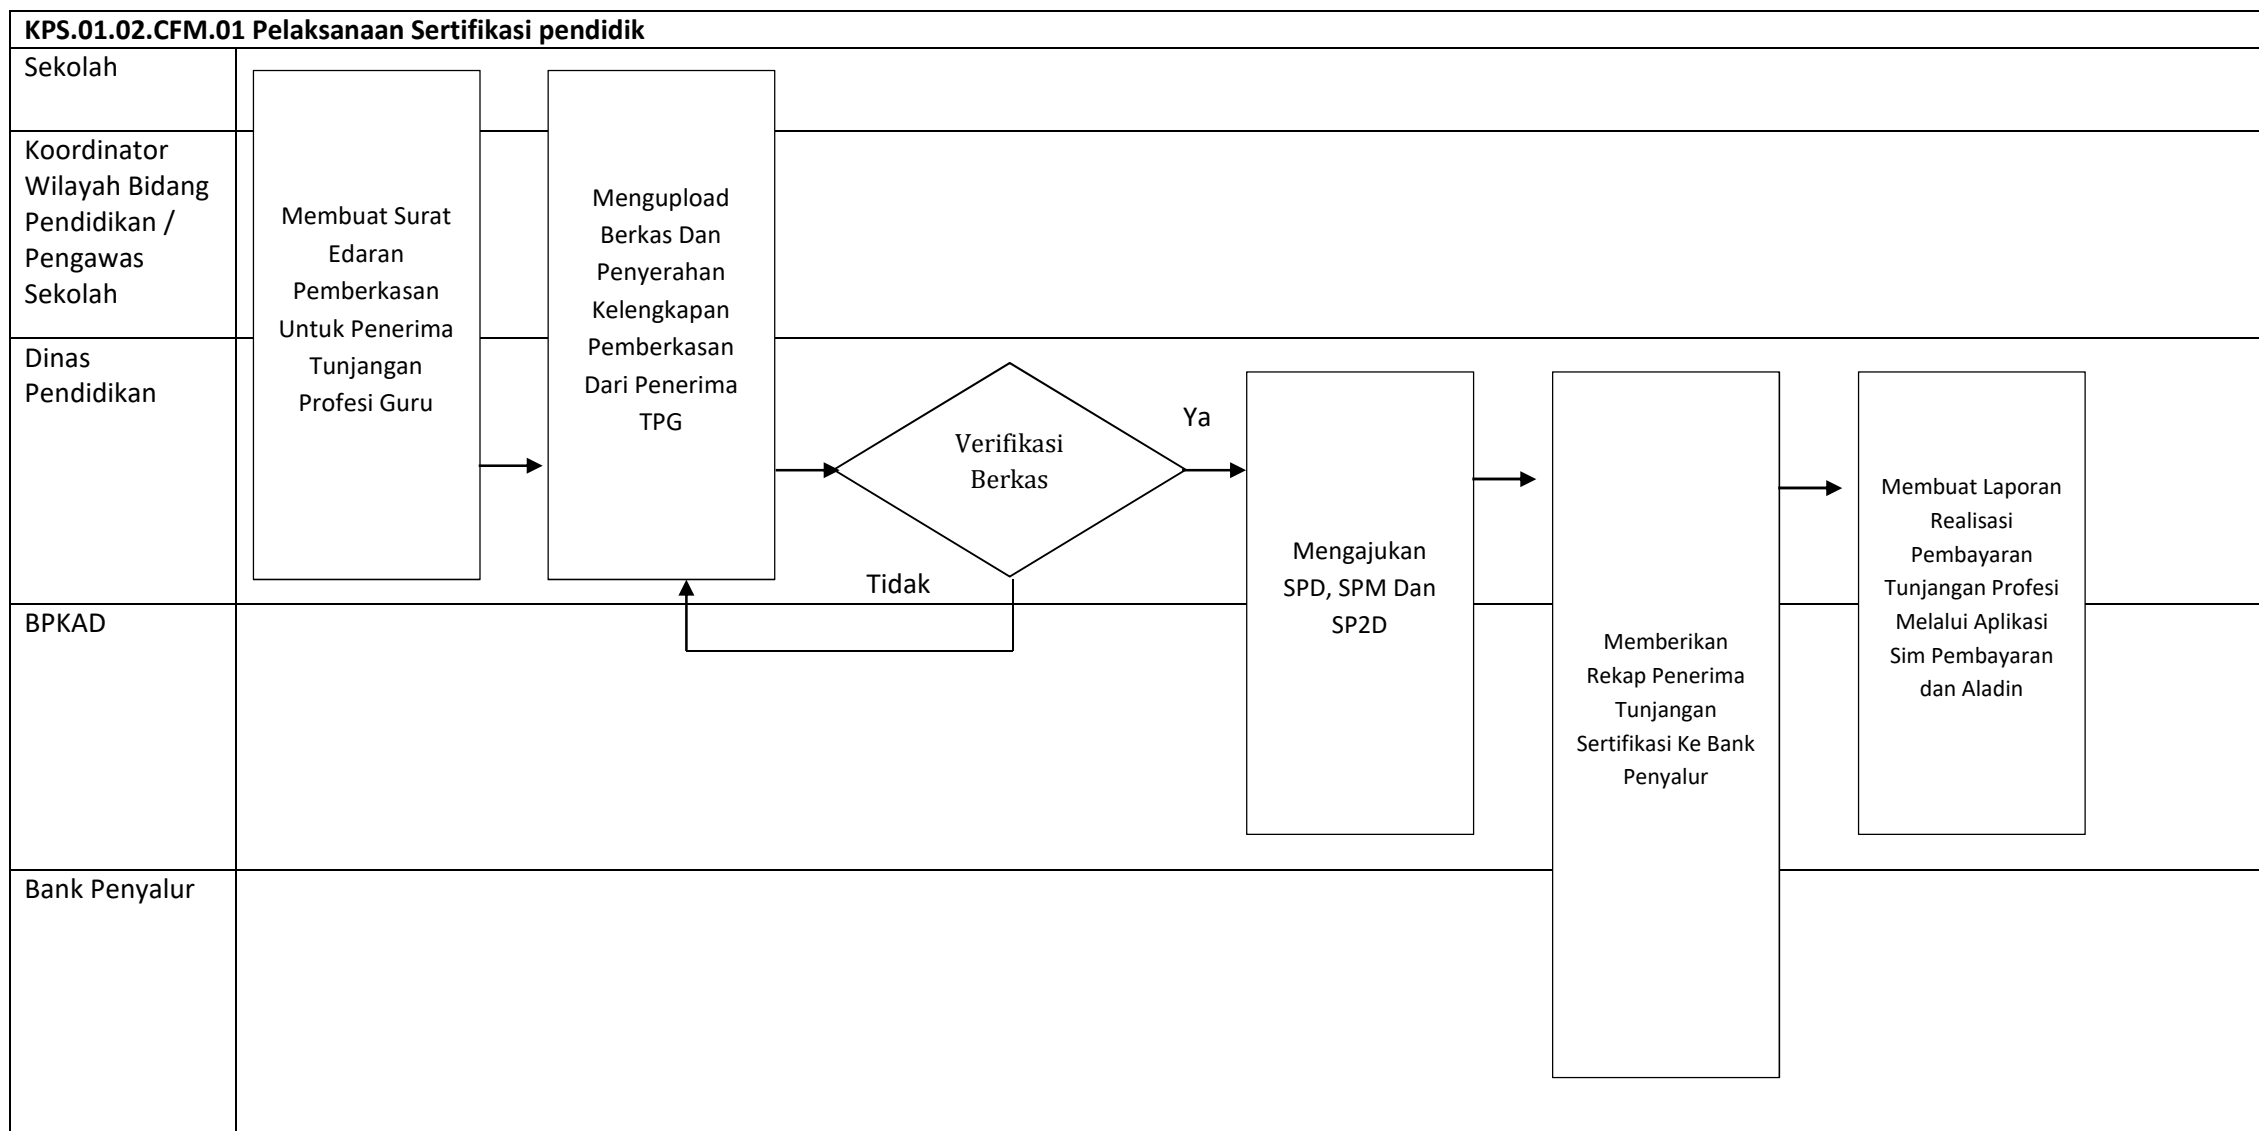 KPS.01.02.CFM.01 Pelaksanaan Sertifikasi pendidik
Sekolah
Koordinator
Wilayah Bidang
Pendidikan /
Pengawas
Sekolah
Dinas
Pendidikan
BPKAD
Bank Penyalur
Membuat Surat
Edaran
Pemberkasan
Untuk Penerima
Tunjangan
Profesi Guru
Mengupload
Berkas Dan
Penyerahan
Kelengkapan
Pemberkasan
Dari Penerima
TPG
Verifikasi
Berkas
Ya
Tidak
Mengajukan
SPD, SPM Dan
SP2D
Memberikan
Rekap Penerima
Tunjangan
Sertifikasi Ke Bank
Penyalur
Membuat Laporan
Realisasi
Pembayaran
Tunjangan Profesi
Melalui Aplikasi
Sim Pembayaran
dan Aladin